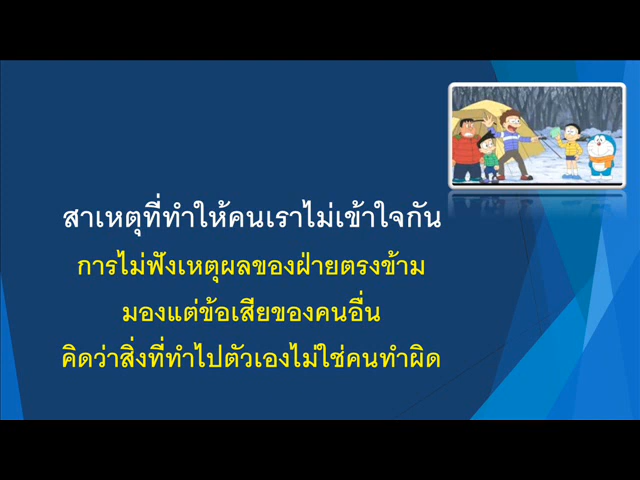 สาเหตุที่ทำให้คนเราไม่เข้าใจกัน
การไม่ฟังเหตุผลของฝ่ายตรงข้าม
มองแต่ข้อเสียของคนอื่น
คิดว่าสิ่งที่ทำไปตัวเองไม่ใช่คนทำผิด